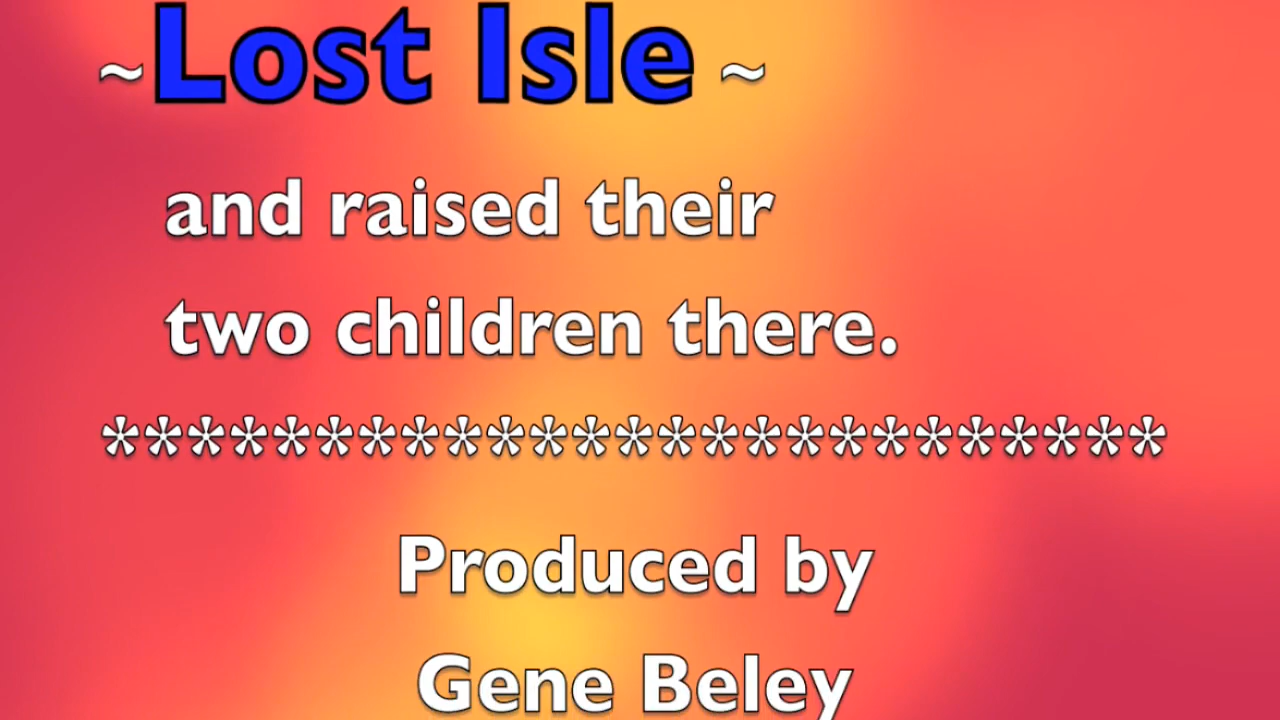 ~Lost Isle ~
and raised their
two children there.
*************************
Produced by
Gene Beley